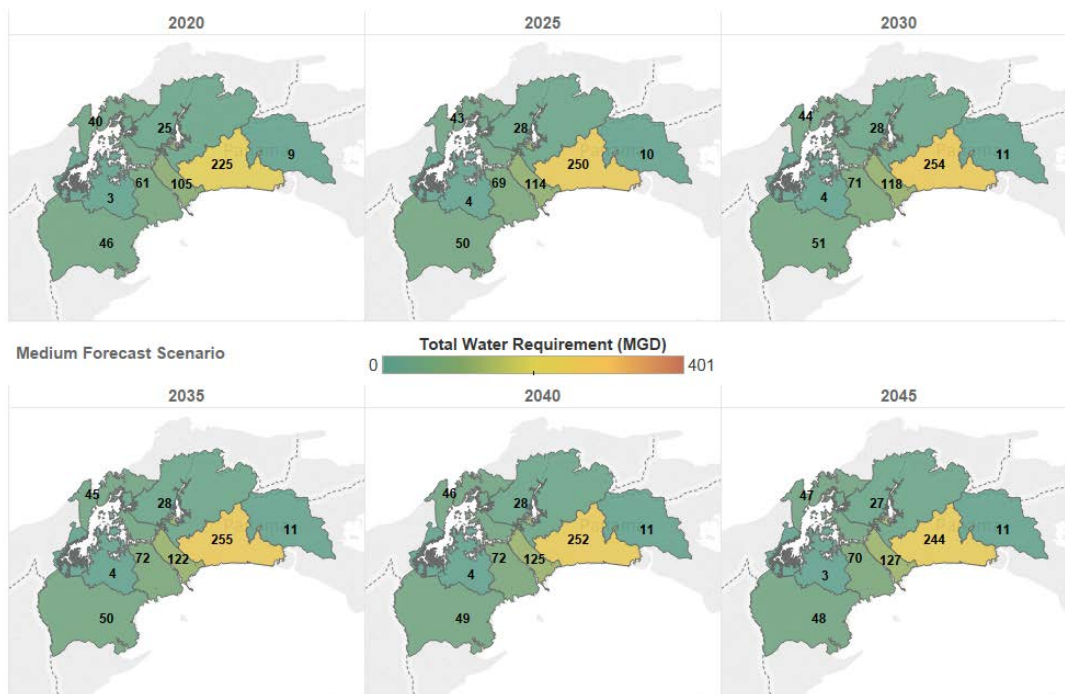 2020 2025 2030
40 25 9 225 61 105 3 46
43 28 10 250 69 114 4 50
44 28 11 254 71 118 4 51
Medium Forecast Scenario
Total Water Requirement (MGD)
0 401
2035 2040 2045
45 28 11 255 72 122 4 50
46 28 11 252 72 125 4 49
47 27 11 244 70 127 3 48